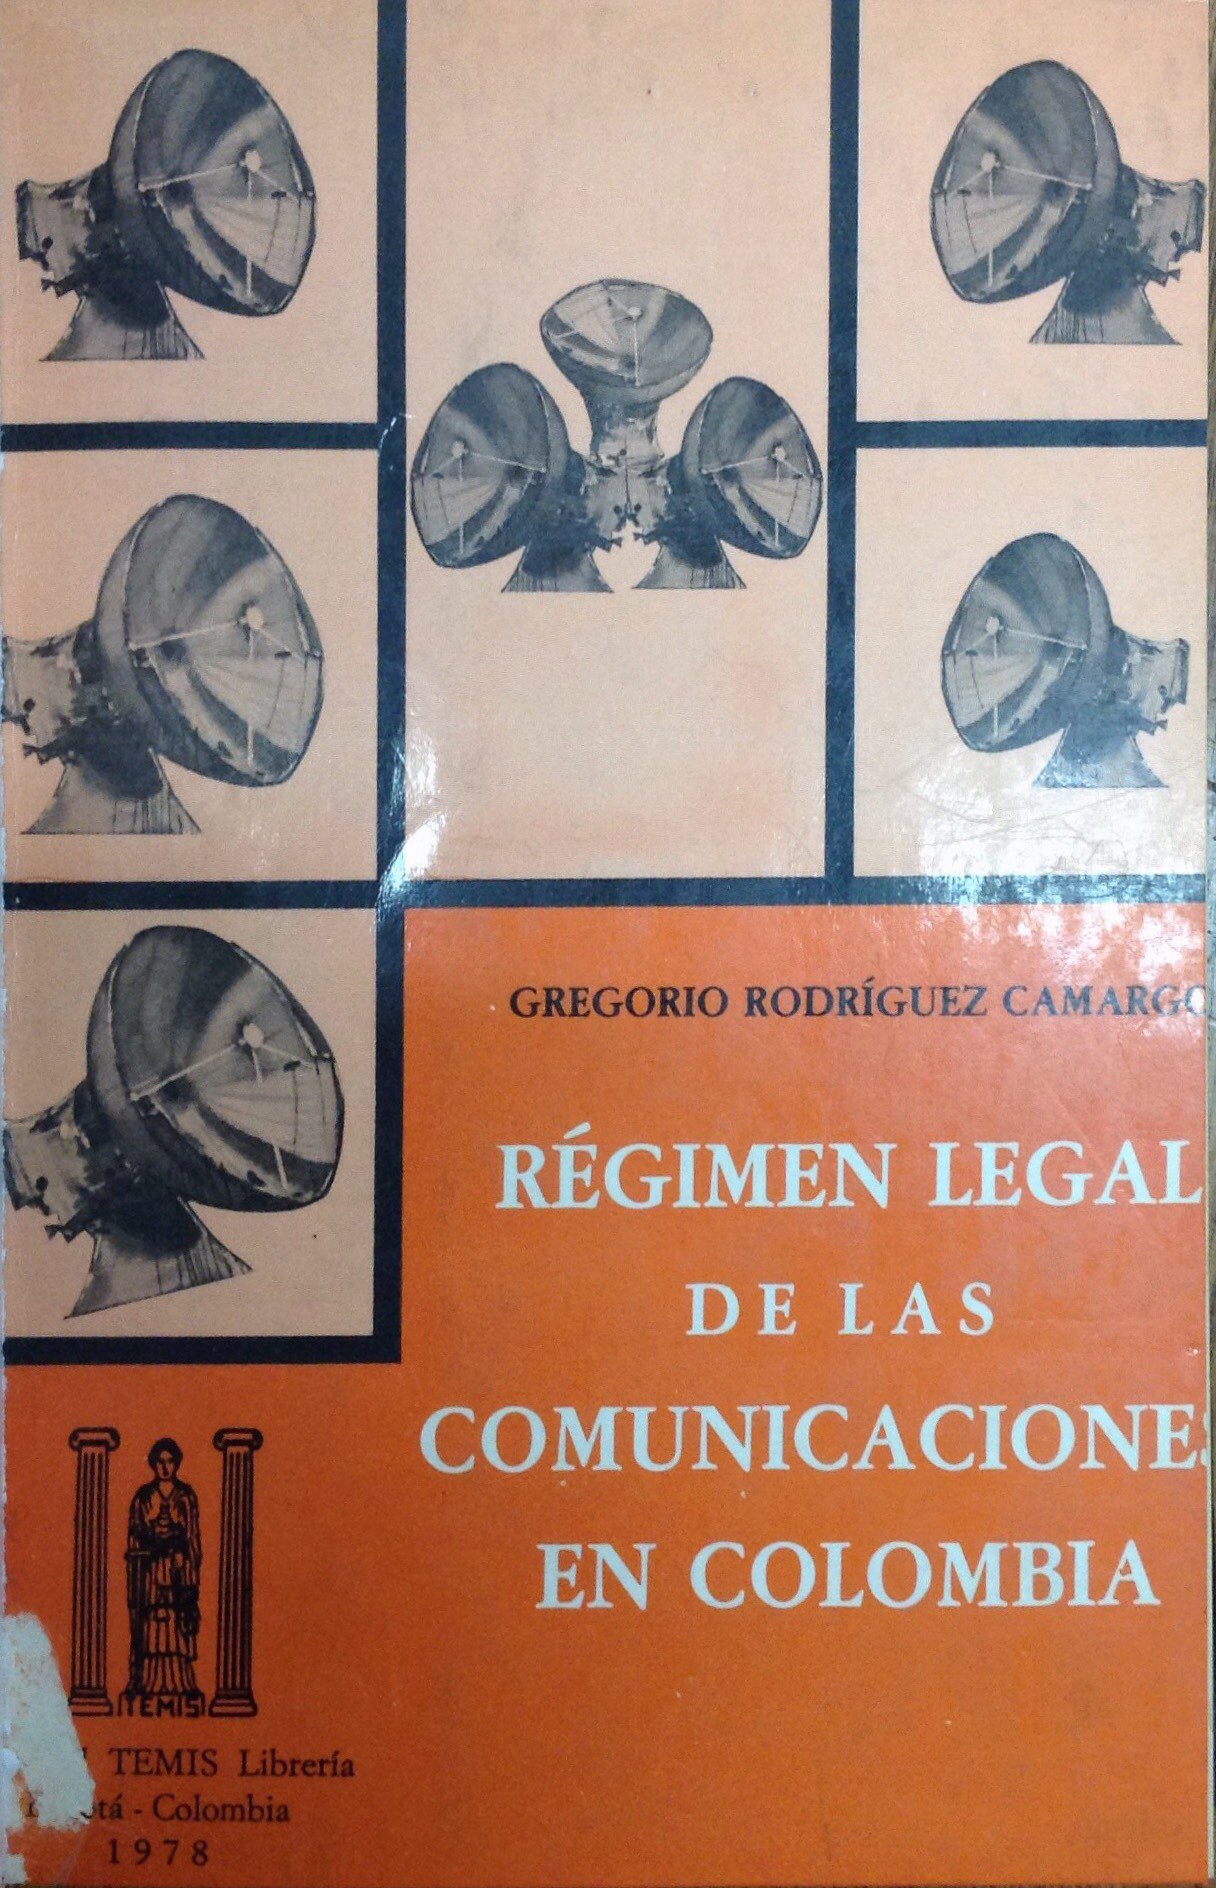 GREGORIO RODRÍGUEZ CAMARGO
RÉGIMEN LEGAL
DE LAS
COMUNICACIONES
EN COLOMBIA
TEMIS
TEMIS Librería
- Colombia
1978